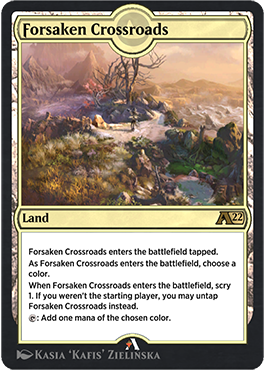 Forsaken Crossroads
Land
A22
Forsaken Crossroads enters the battlefield tapped.
As Forsaken Crossroads enters the battlefield, choose a
color.
When Forsaken Crossroads enters the battlefield, scry
1. If you weren't the starting player, you may untap
Forsaken Crossroads instead.
: Add one mana of the chosen color.
Kasia 'Kafis' Zielinska